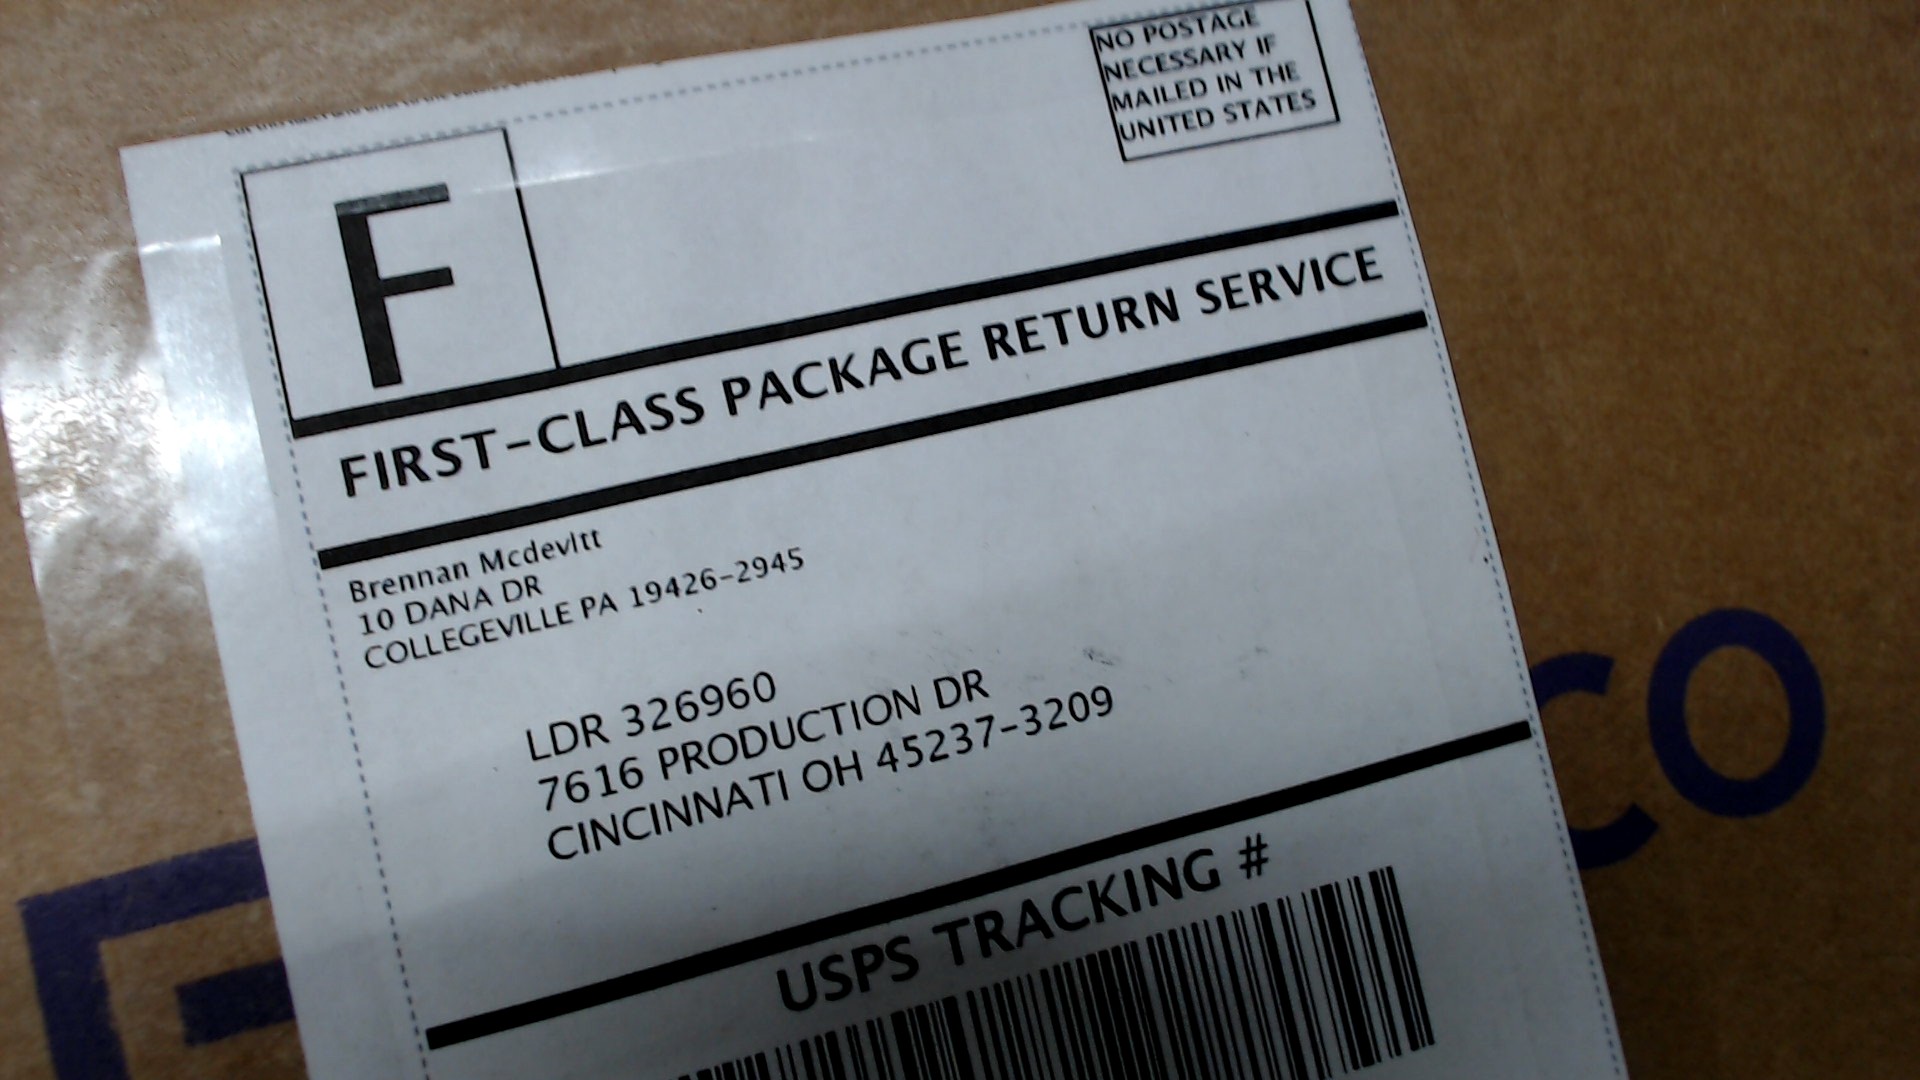 NO POSTAGE
NECESSARY IF
MAILED IN THE
UNITED STATES
F
FIRST-CLASS PACKAGE RETURN SERVICE
Brennan Mcdevitt
10 DANA DR
COLLEGEVILLE PA 19426-2945
LDR 326960
7616 PRODUCTION DR
CINCINNATI OH 45237-3209
USPS TRACKING #